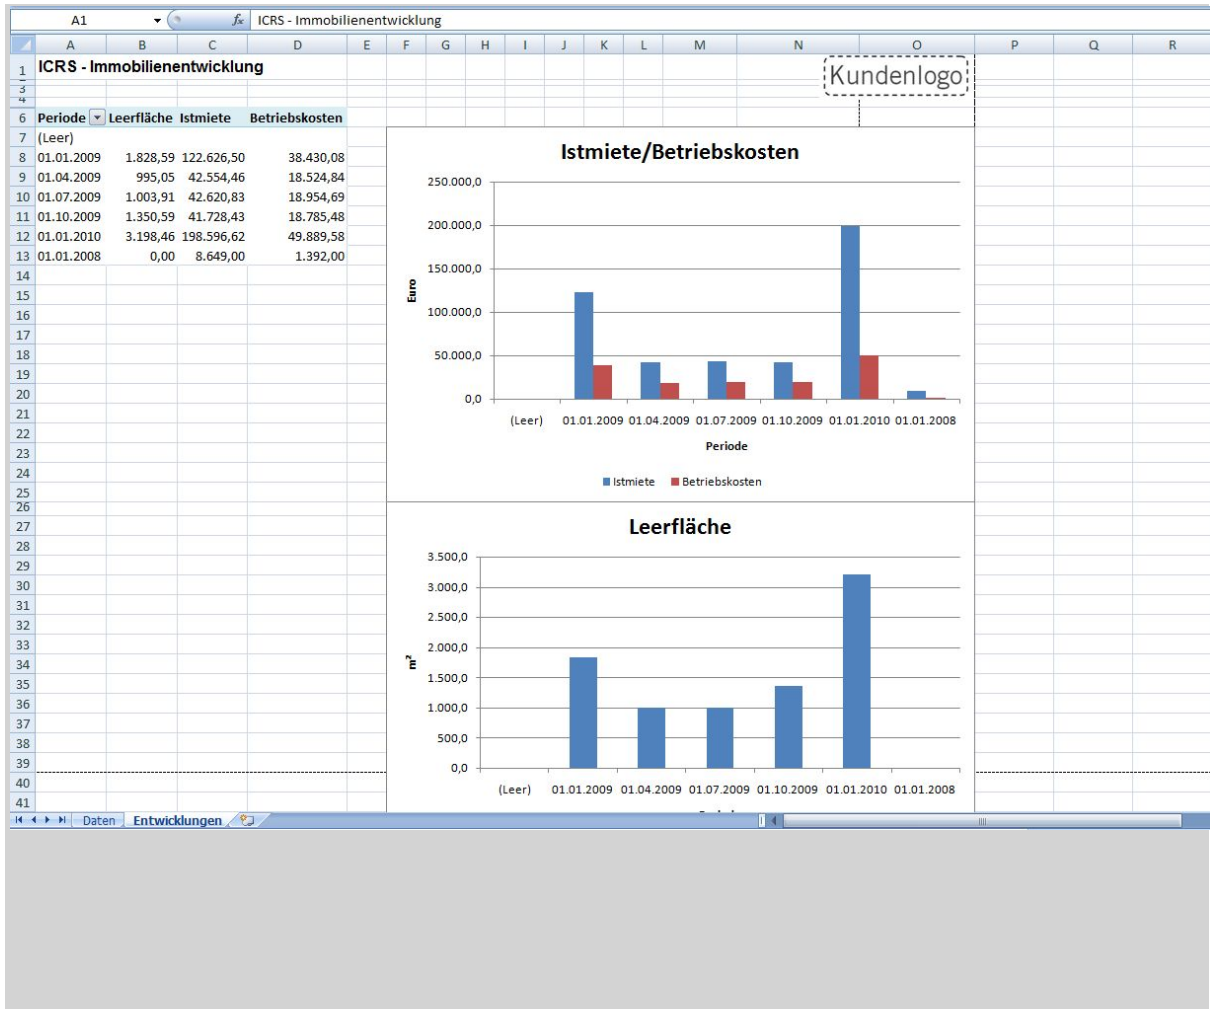 A1 fx ICRS - Immobilienentwicklung
A B C D E F G H I J K L M N O P Q R
1 ICRS - Immobilienentwicklung
Kundenlogo
3
4
6 Periode Leerfläche Istmiete Betriebskosten
7 (Leer)
8 01.01.2009 1.828,59 122.626,50 38.430,08
9 01.04.2009 995,05 42.554,46 18.524,84
10 01.07.2009 1.003,91 42.620,83 18.954,69
11 01.10.2009 1.350,59 41.728,43 18.785,48
12 01.01.2010 3.198,46 198.596,62 49.889,58
13 01.01.2008 0,00 8.649,00 1.392,00
14
15
16
17
18
19
20
21
22
23
24
25
26
27
28
29
30
31
32
33
34
35
36
37
38
39
40
41
Istmiete/Betriebskosten
250.000,0
200.000,0
150.000,0
100.000,0
50.000,0
0,0
Euro
(Leer) 01.01.2009 01.04.2009 01.07.2009 01.10.2009 01.01.2010 01.01.2008
Periode
Istmiete Betriebskosten
Leerfläche
3.500,0
3.000,0
2.500,0
2.000,0
1.500,0
1.000,0
500,0
0,0
m²
(Leer) 01.01.2009 01.04.2009 01.07.2009 01.10.2009 01.01.2010 01.01.2008
Daten Entwicklungen